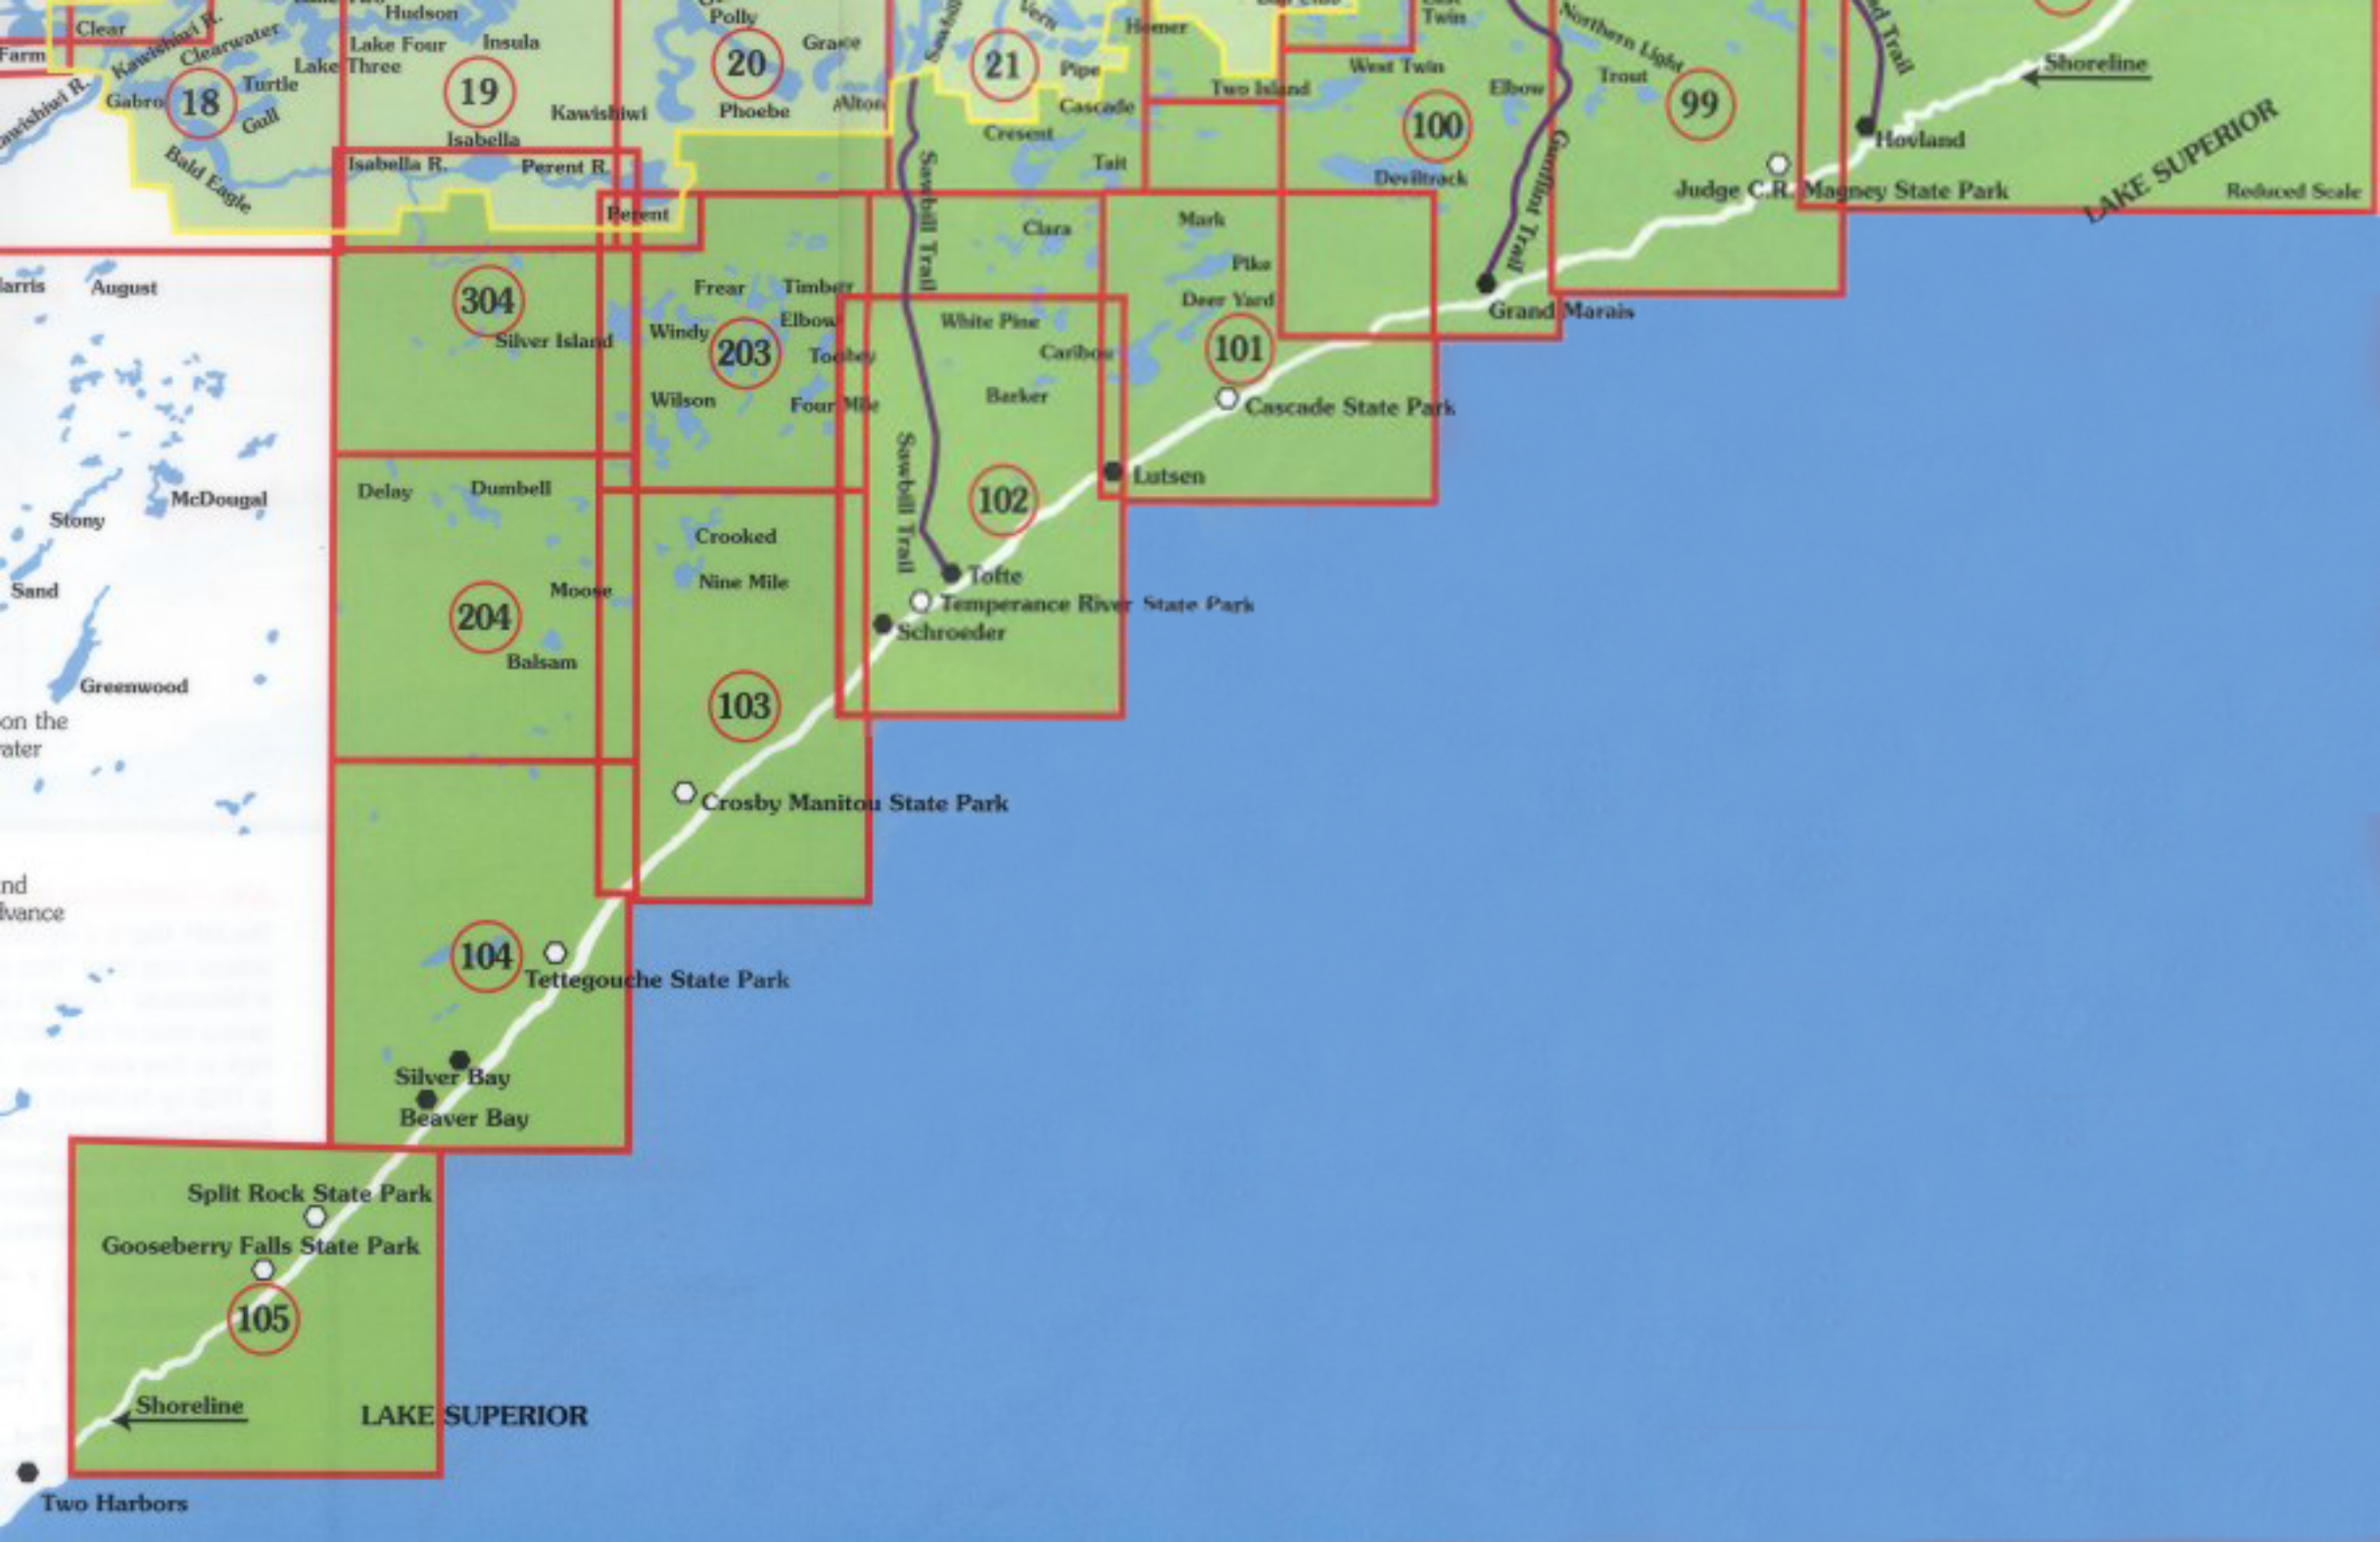 Hudson
Polly
Vern
Clear
Kawishiwi R.
Clearwater
Lake Four
Insula
Grace
Homer
Twin
Northern Light
Farm
Lake Three
20
21
Pipe
West Twin
Trout
Shoreline
Gabro
18
Turtle
19
Kawishiwi
Phoebe
Alton
Cascade
Two Island
Elbow
99
Gull
Isabella
Cresent
100
Hovland
Bald Eagle
Isabella R.
Perent R.
Tait
Deviltrack
Judge C.R. Magney State Park
LAKE SUPERIOR
Reduced Scale
Perent
Sawbill Trail
Clara
Mark
Gunflint Trail
Pike
August
304
Frear
Timber
Deer Yard
Grand Marais
Silver Island
Windy
Elbow
White Pine
203
Toohey
Caribou
101
Wilson
Four Mile
Barker
Cascade State Park
McDougal
Delay
Dumbell
Sawbill Trail
102
Lutsen
Stony
Crooked
Sand
Moose
Nine Mile
Tofte
204
Temperance River State Park
Schroeder
Balsam
Greenwood
103
on the
Crosby Manitou State Park
104
Tettegouche State Park
Silver Bay
Beaver Bay
Split Rock State Park
Gooseberry Falls State Park
105
Shoreline
LAKE SUPERIOR
Two Harbors